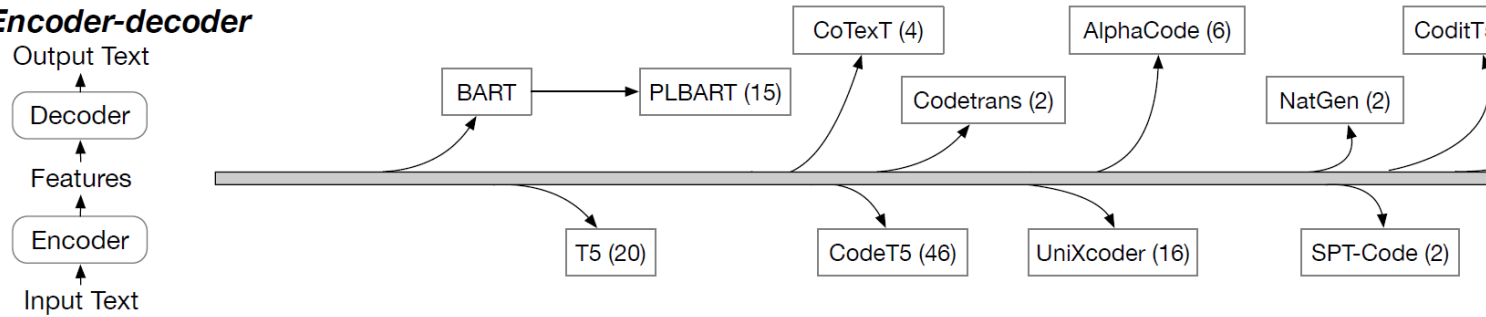 Encoder-decoder
Output Text
Decoder
Features
Encoder
Input Text
BART
PLBART (15)
CoTexT (4)
Codetrans (2)
AlphaCode (6)
NatGen (2)
T5 (20)
CodeT5 (46)
UniXcoder (16)
SPT-Code (2)